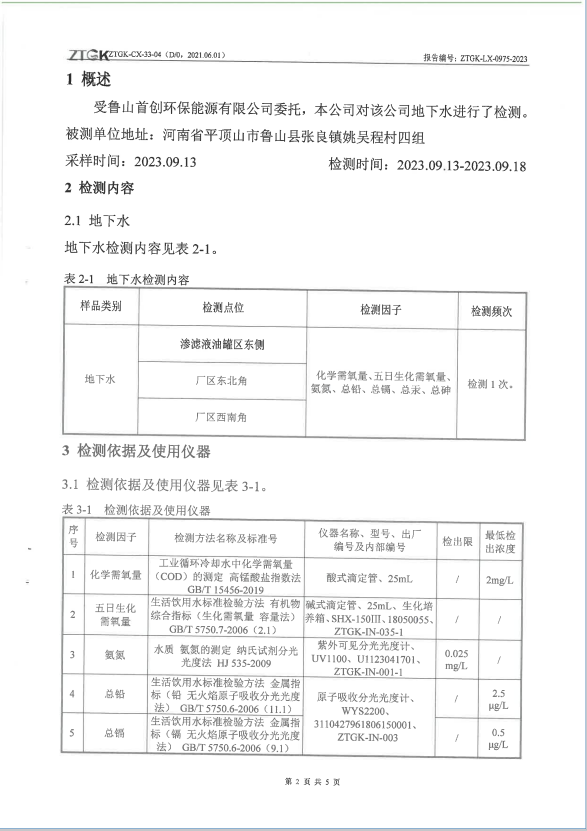 ZTGK ZTGK-CX-33-04（D/0，2021.06.01） 报告编号：ZTGK-LX-0975-2023
1 概述
受鲁山首创环保能源有限公司委托，本公司对该公司地下水进行了检测。
被测单位地址：河南省平顶山市鲁山县张良镇姚吴程村四组
采样时间：2023.09.13 检测时间：2023.09.13-2023.09.18
2 检测内容
2.1 地下水
地下水检测内容见表 2-1。
表 2-1 地下水检测内容
样品类别 检测点位 检测因子 检测频次
地下水
渗滤液油罐区东侧
厂区东北角
厂区西南角
化学需氧量、五日生化需氧量、
氨氮、总铅、总镉、总汞、总砷
检测 1 次。
3 检测依据及使用仪器
3.1 检测依据及使用仪器见表 3-1。
表 3-1 检测依据及使用仪器
序
号
检测因子
检测方法名称及标准号
仪器名称、型号、出厂
编号及内部编号
检出限
最低检
出浓度
1
化学需氧量
工业循环冷却水中化学需氧量
（COD）的测定 高锰酸盐指数法
GB/T 15456-2019
酸式滴定管、25mL
/
2mg/L
2
五日生化
需氧量
生活饮用水标准检验方法 有机物
综合指标（生化需氧量 容量法）
GB/T 5750.7-2006（2.1）
碱式滴定管、25mL、生化培
养箱、SHX-150III、18050055、
ZTGK-IN-035-1
/
/
3
氨氮
水质 氨氮的测定 纳氏试剂分光
光度法 HJ 535-2009
紫外可见分光光度计、
UV1100、U1123041701、
ZTGK-IN-001-1
0.025
mg/L
/
4
总铅
生活饮用水标准检验方法 金属指
标（铅 无火焰原子吸收分光光度
法） GB/T 5750.6-2006（11.1）
原子吸收分光光度计、
WYS2200、
3110427961806150001、
ZTGK-IN-003
/
2.5
μg/L
5
总镉
生活饮用水标准检验方法 金属指
标（镉 无火焰原子吸收分光光度
法） GB/T 5750.6-2006（9.1）
/
0.5
μg/L
第 2 页 共 5 页